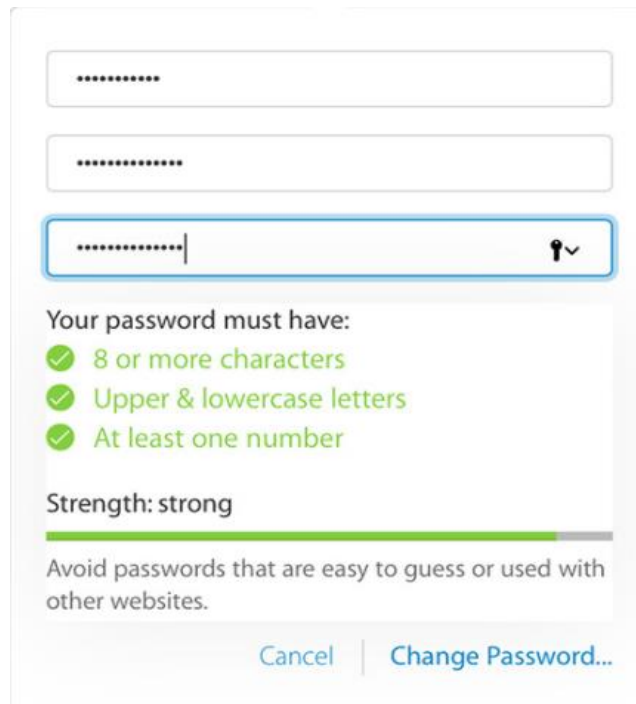 •••••••••••
••••••••••••••
••••••••••••••
Your password must have:
8 or more characters
Upper & lowercase letters
At least one number
Strength: strong
Avoid passwords that are easy to guess or used with
other websites.
Cancel
Change Password...